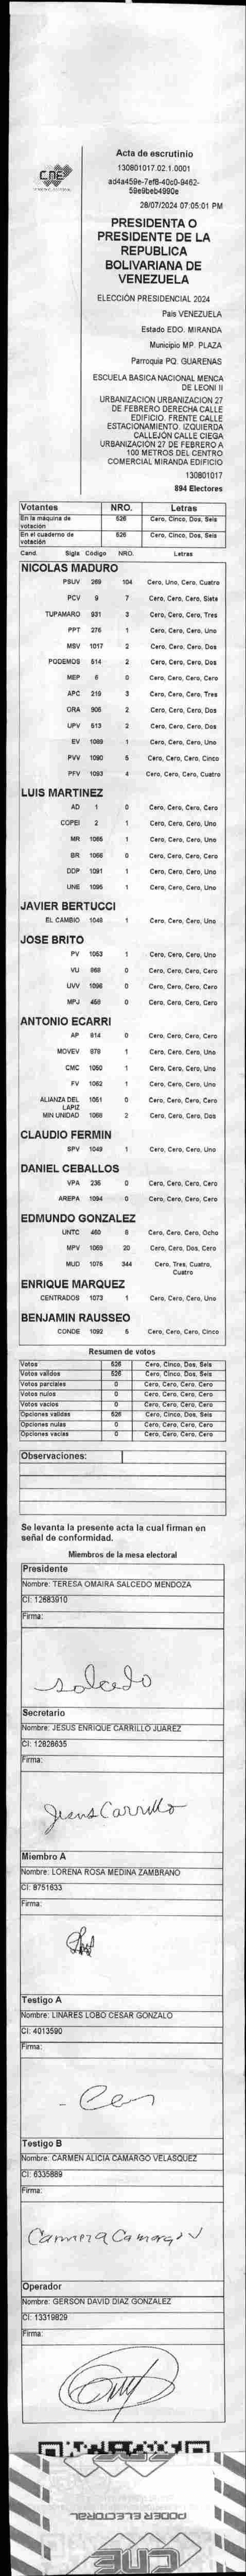 CNE
Acta de escrutinio
130801017.02.1.0001
ad4a459e-7ef8-40c0-9462-
59e9beb4990e
28/07/2024 07:05:01 PM
PRESIDENTA O
PRESIDENTE DE LA
REPUBLICA
BOLIVARIANA DE
VENEZUELA
ELECCIÓN PRESIDENCIAL 2024
País VENEZUELA
Estado EDO. MIRANDA
Municipio MP. PLAZA
Parroquia PQ. GUARENAS
ESCUELA BASICA NACIONAL MENCA
DE LEONI II
URBANIZACION URBANIZACION 27
DE FEBRERO DERECHA CALLE
EDIFICIO. FRENTE CALLE
ESTACIONAMIENTO. IZQUIERDA
CALLEJÓN CALLE CIEGA
URBANIZACIÓN 27 DE FEBRERO A
100 METROS DEL CENTRO
COMERCIAL MIRANDA EDIFICIO
130801017
894 Electores
Votantes NRO. Letras
En la máquina de votación 526 Cero, Cinco, Dos, Seis
En el cuaderno de votación 526 Cero, Cinco, Dos, Seis
Cand. Sigla Código NRO. Letras
NICOLAS MADURO
PSUV 269 104 Cero, Uno, Cero, Cuatro
PCV 9 7 Cero, Cero, Cero, Siete
TUPAMARO 931 3 Cero, Cero, Cero, Tres
PPT 276 1 Cero, Cero, Cero, Uno
MSV 1017 2 Cero, Cero, Cero, Dos
PODEMOS 514 2 Cero, Cero, Cero, Dos
MEP 6 0 Cero, Cero, Cero, Cero
APC 219 3 Cero, Cero, Cero, Tres
ORA 906 2 Cero, Cero, Cero, Dos
UPV 513 2 Cero, Cero, Cero, Dos
EV 1089 1 Cero, Cero, Cero, Uno
PVV 1090 5 Cero, Cero, Cero, Cinco
PFV 1093 4 Cero, Cero, Cero, Cuatro
LUIS MARTINEZ
AD 1 0 Cero, Cero, Cero, Cero
COPEI 2 1 Cero, Cero, Cero, Uno
MR 1065 1 Cero, Cero, Cero, Uno
BR 1066 0 Cero, Cero, Cero, Cero
DDP 1091 1 Cero, Cero, Cero, Uno
UNE 1095 1 Cero, Cero, Cero, Uno
JAVIER BERTUCCI
EL CAMBIO 1048 1 Cero, Cero, Cero, Uno
JOSE BRITO
PV 1053 1 Cero, Cero, Cero, Uno
VU 868 0 Cero, Cero, Cero, Cero
UVV 1096 0 Cero, Cero, Cero, Cero
MPJ 458 0 Cero, Cero, Cero, Cero
ANTONIO ECARRI
AP 914 0 Cero, Cero, Cero, Cero
MOVEV 878 1 Cero, Cero, Cero, Uno
CMC 1050 1 Cero, Cero, Cero, Uno
FV 1062 1 Cero, Cero, Cero, Uno
ALIANZA DEL LAPIZ 1051 0 Cero, Cero, Cero, Cero
MIN UNIDAD 1068 2 Cero, Cero, Cero, Dos
CLAUDIO FERMIN
SPV 1049 1 Cero, Cero, Cero, Uno
DANIEL CEBALLOS
VPA 235 0 Cero, Cero, Cero, Cero
AREPA 1094 0 Cero, Cero, Cero, Cero
EDMUNDO GONZALEZ
UNTC 460 8 Cero, Cero, Cero, Ocho
MPV 1069 20 Cero, Cero, Dos, Cero
MUD 1075 344 Cero, Tres, Cuatro, Cuatro
ENRIQUE MARQUEZ
CENTRADOS 1073 1 Cero, Cero, Cero, Uno
BENJAMIN RAUSSEO
CONDE 1092 5 Cero, Cero, Cero, Cinco
Resumen de votos
Votos 526 Cero, Cinco, Dos, Seis
Votos validos 526 Cero, Cinco, Dos, Seis
Votos parciales 0 Cero, Cero, Cero, Cero
Votos nulos 0 Cero, Cero, Cero, Cero
Votos vacios 0 Cero, Cero, Cero, Cero
Opciones validas 526 Cero, Cinco, Dos, Seis
Opciones nulas 0 Cero, Cero, Cero, Cero
Opciones vacias 0 Cero, Cero, Cero, Cero
Observaciones:
Se levanta la presente acta la cual firman en
señal de conformidad.
Miembros de la mesa electoral
Presidente
Nombre: TERESA OMAIRA SALCEDO MENDOZA
CI: 12683910
Firma:
Salcedo
Secretario
Nombre: JESUS ENRIQUE CARRILLO JUAREZ
CI: 12828635
Firma:
Jesus Carrillo
Miembro A
Nombre: LORENA ROSA MEDINA ZAMBRANO
CI: 8751633
Firma:
Testigo A
Nombre: LINARES LOBO CESAR GONZALO
CI: 4013590
Firma:
Testigo B
Nombre: CARMEN ALICIA CAMARGO VELASQUEZ
CI: 6335889
Firma:
Operador
Nombre: GERSON DAVID DIAZ GONZALEZ
CI: 13319829
Firma:
PODER ELECTORAL
CNE